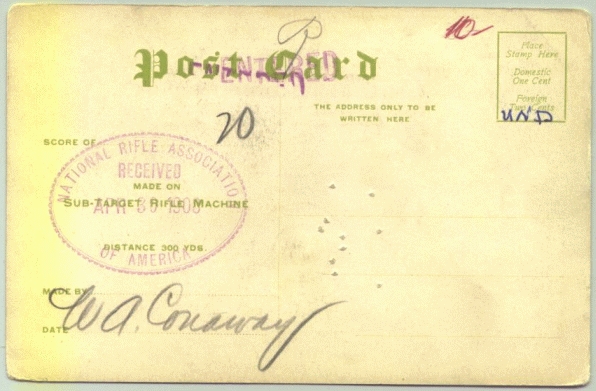 10-
P
Post Card
ENTERED
Place
Stamp Here
Domestic
One Cent
Foreign
Two Cents
UND
THE ADDRESS ONLY TO BE
WRITTEN HERE
70
SCORE OF
NATIONAL RIFLE ASSOCIATION
RECEIVED
MADE ON
SUB-TARGET RIFLE MACHINE
APR 30
DISTANCE 300 YDS.
OF AMERICA
MADE BY
W A. Conaway
DATE